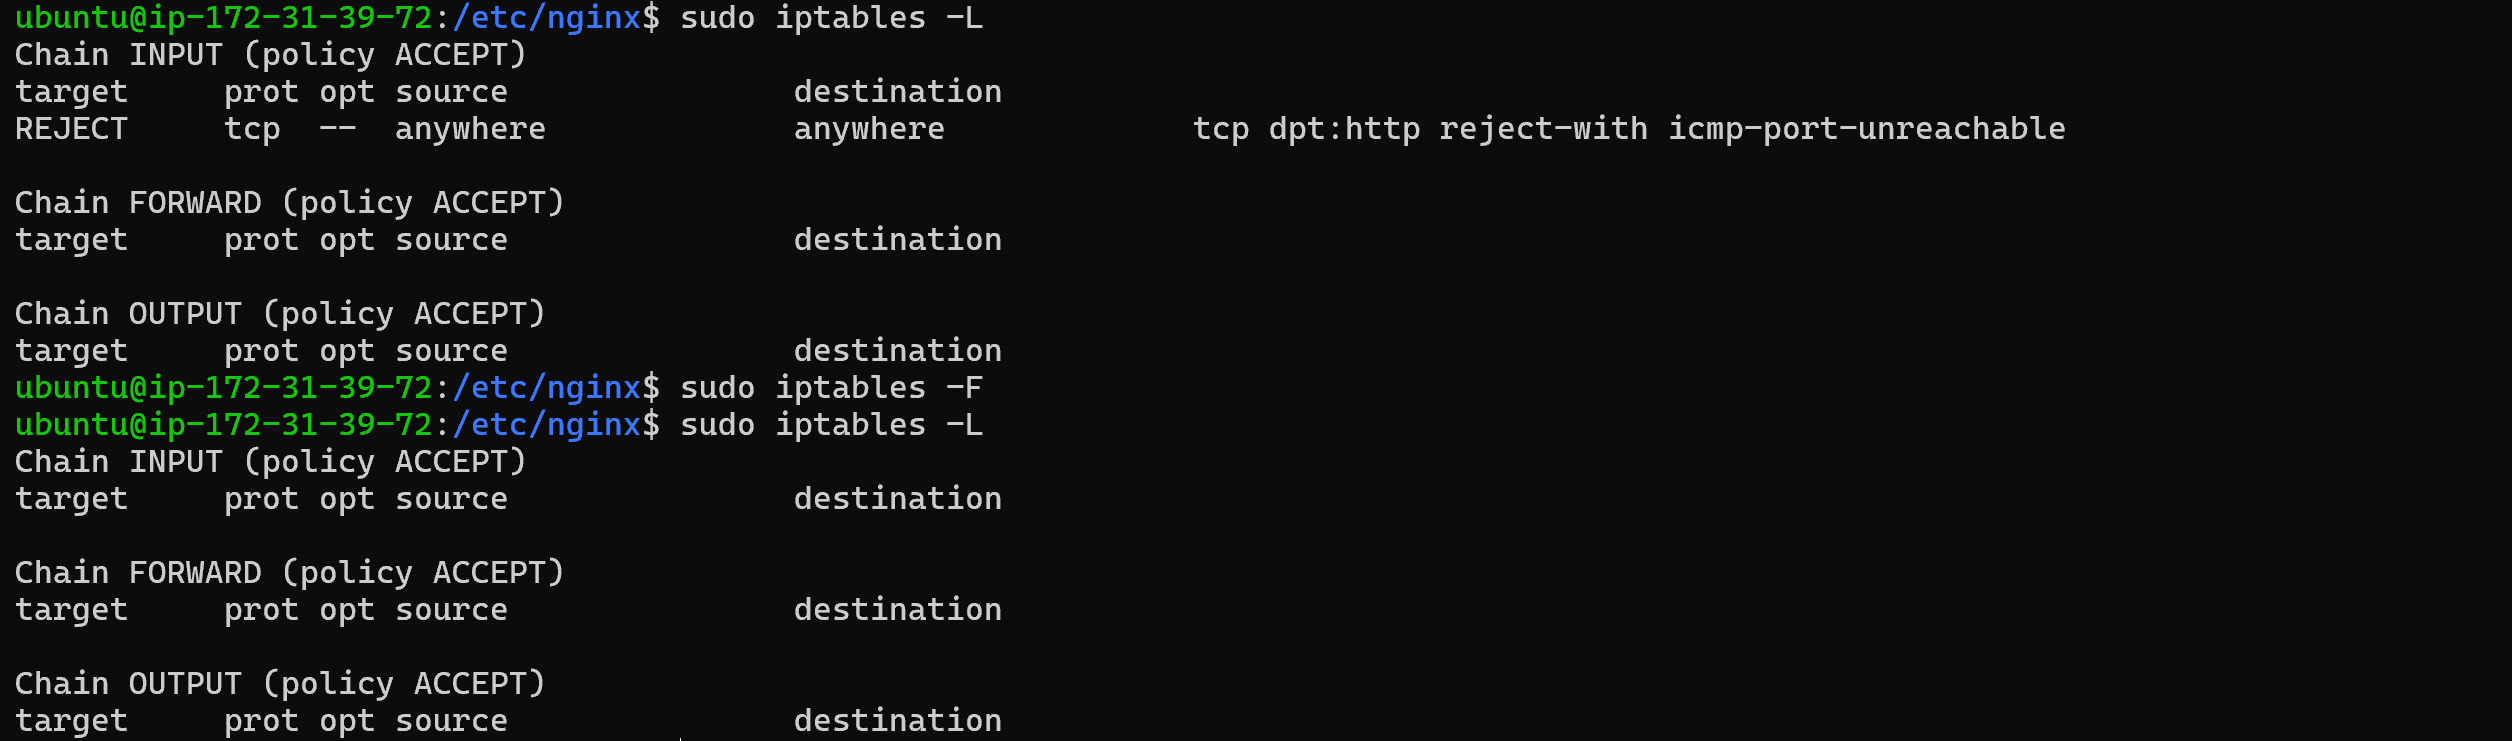 ubuntu@ip-172-31-39-72:/etc/nginx$ sudo iptables -L
Chain INPUT (policy ACCEPT)
target     prot opt source               destination
REJECT     tcp  --  anywhere             anywhere             tcp dpt:http reject-with icmp-port-unreachable

Chain FORWARD (policy ACCEPT)
target     prot opt source               destination

Chain OUTPUT (policy ACCEPT)
target     prot opt source               destination
ubuntu@ip-172-31-39-72:/etc/nginx$ sudo iptables -F
ubuntu@ip-172-31-39-72:/etc/nginx$ sudo iptables -L
Chain INPUT (policy ACCEPT)
target     prot opt source               destination

Chain FORWARD (policy ACCEPT)
target     prot opt source               destination

Chain OUTPUT (policy ACCEPT)
target     prot opt source               destination